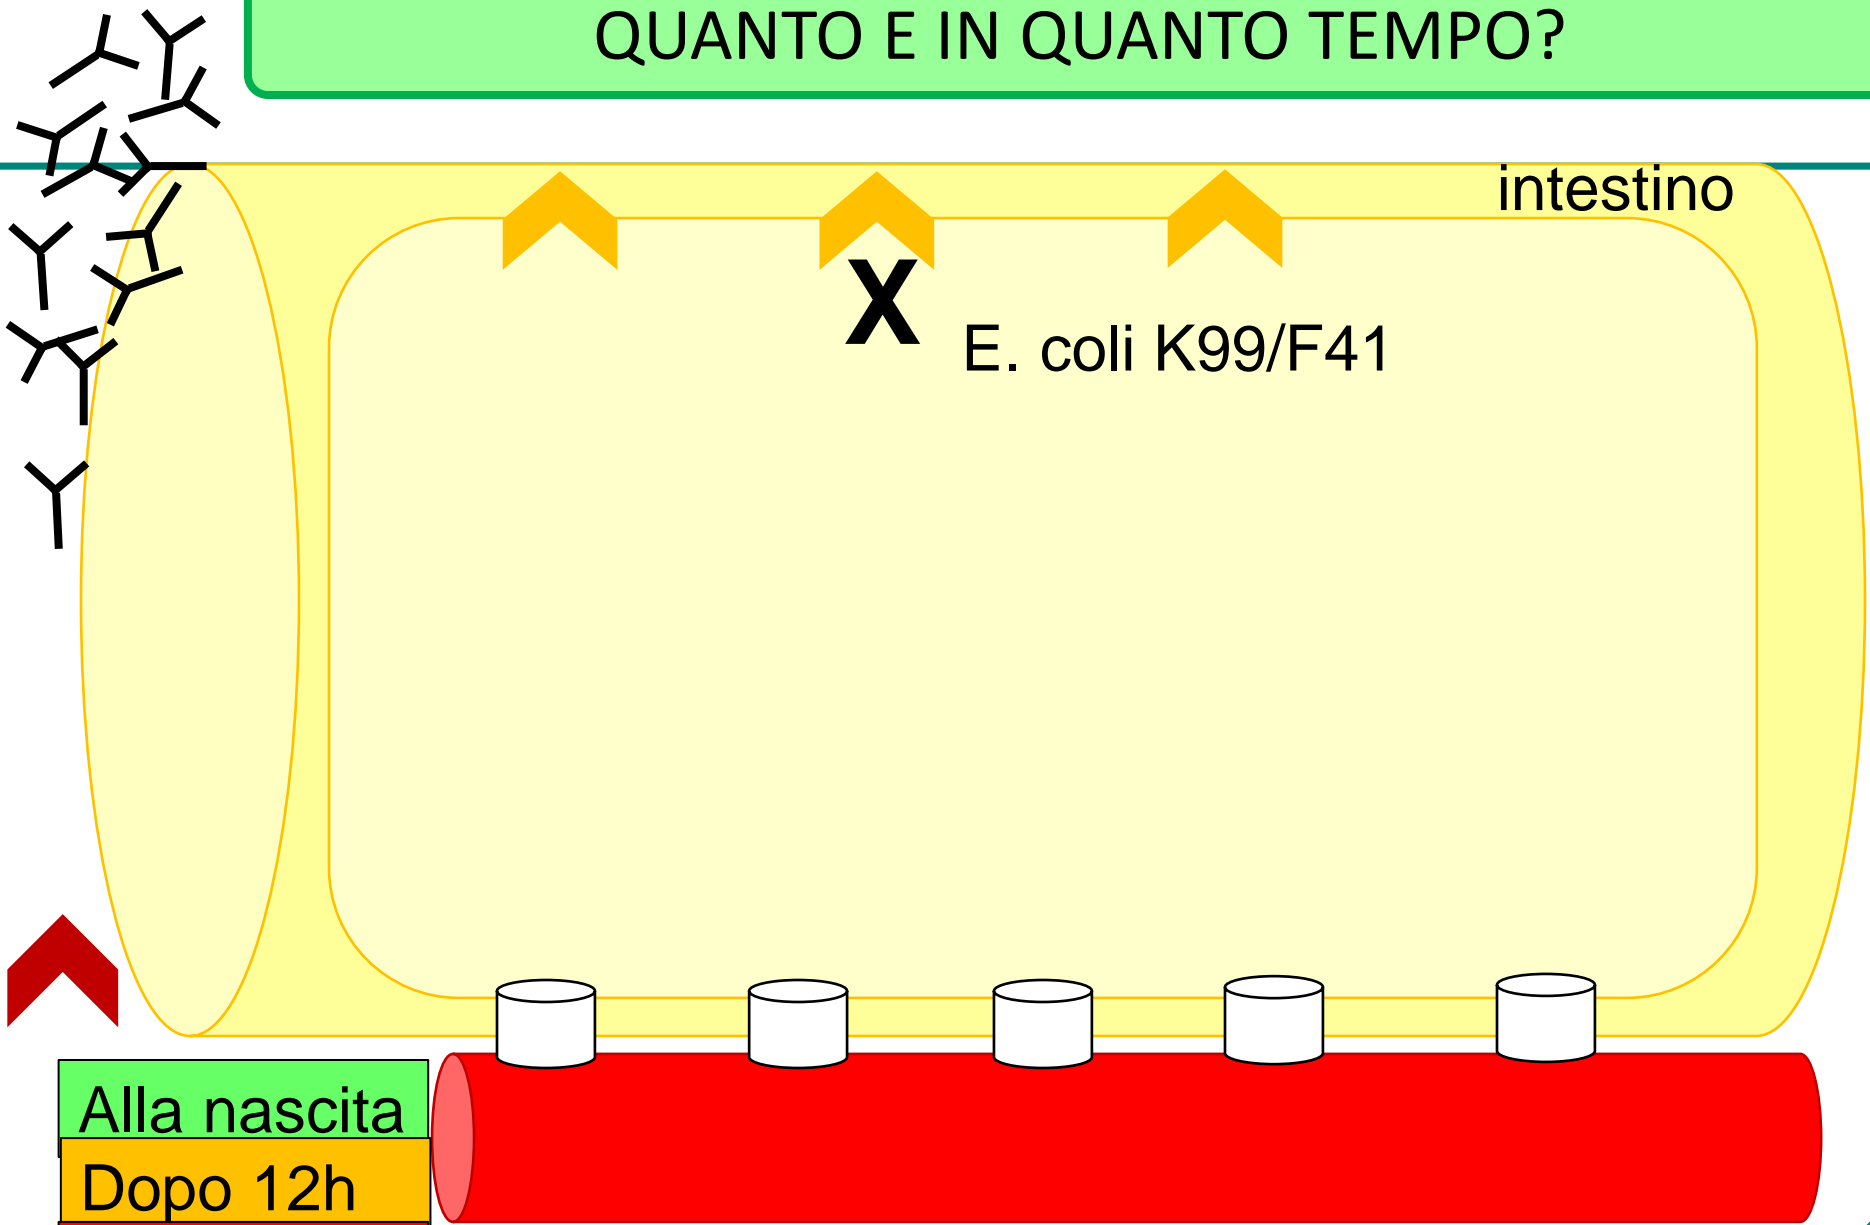 QUANTO E IN QUANTO TEMPO?
intestino
X
E. coli K99/F41
Alla nascita
Dopo 12h